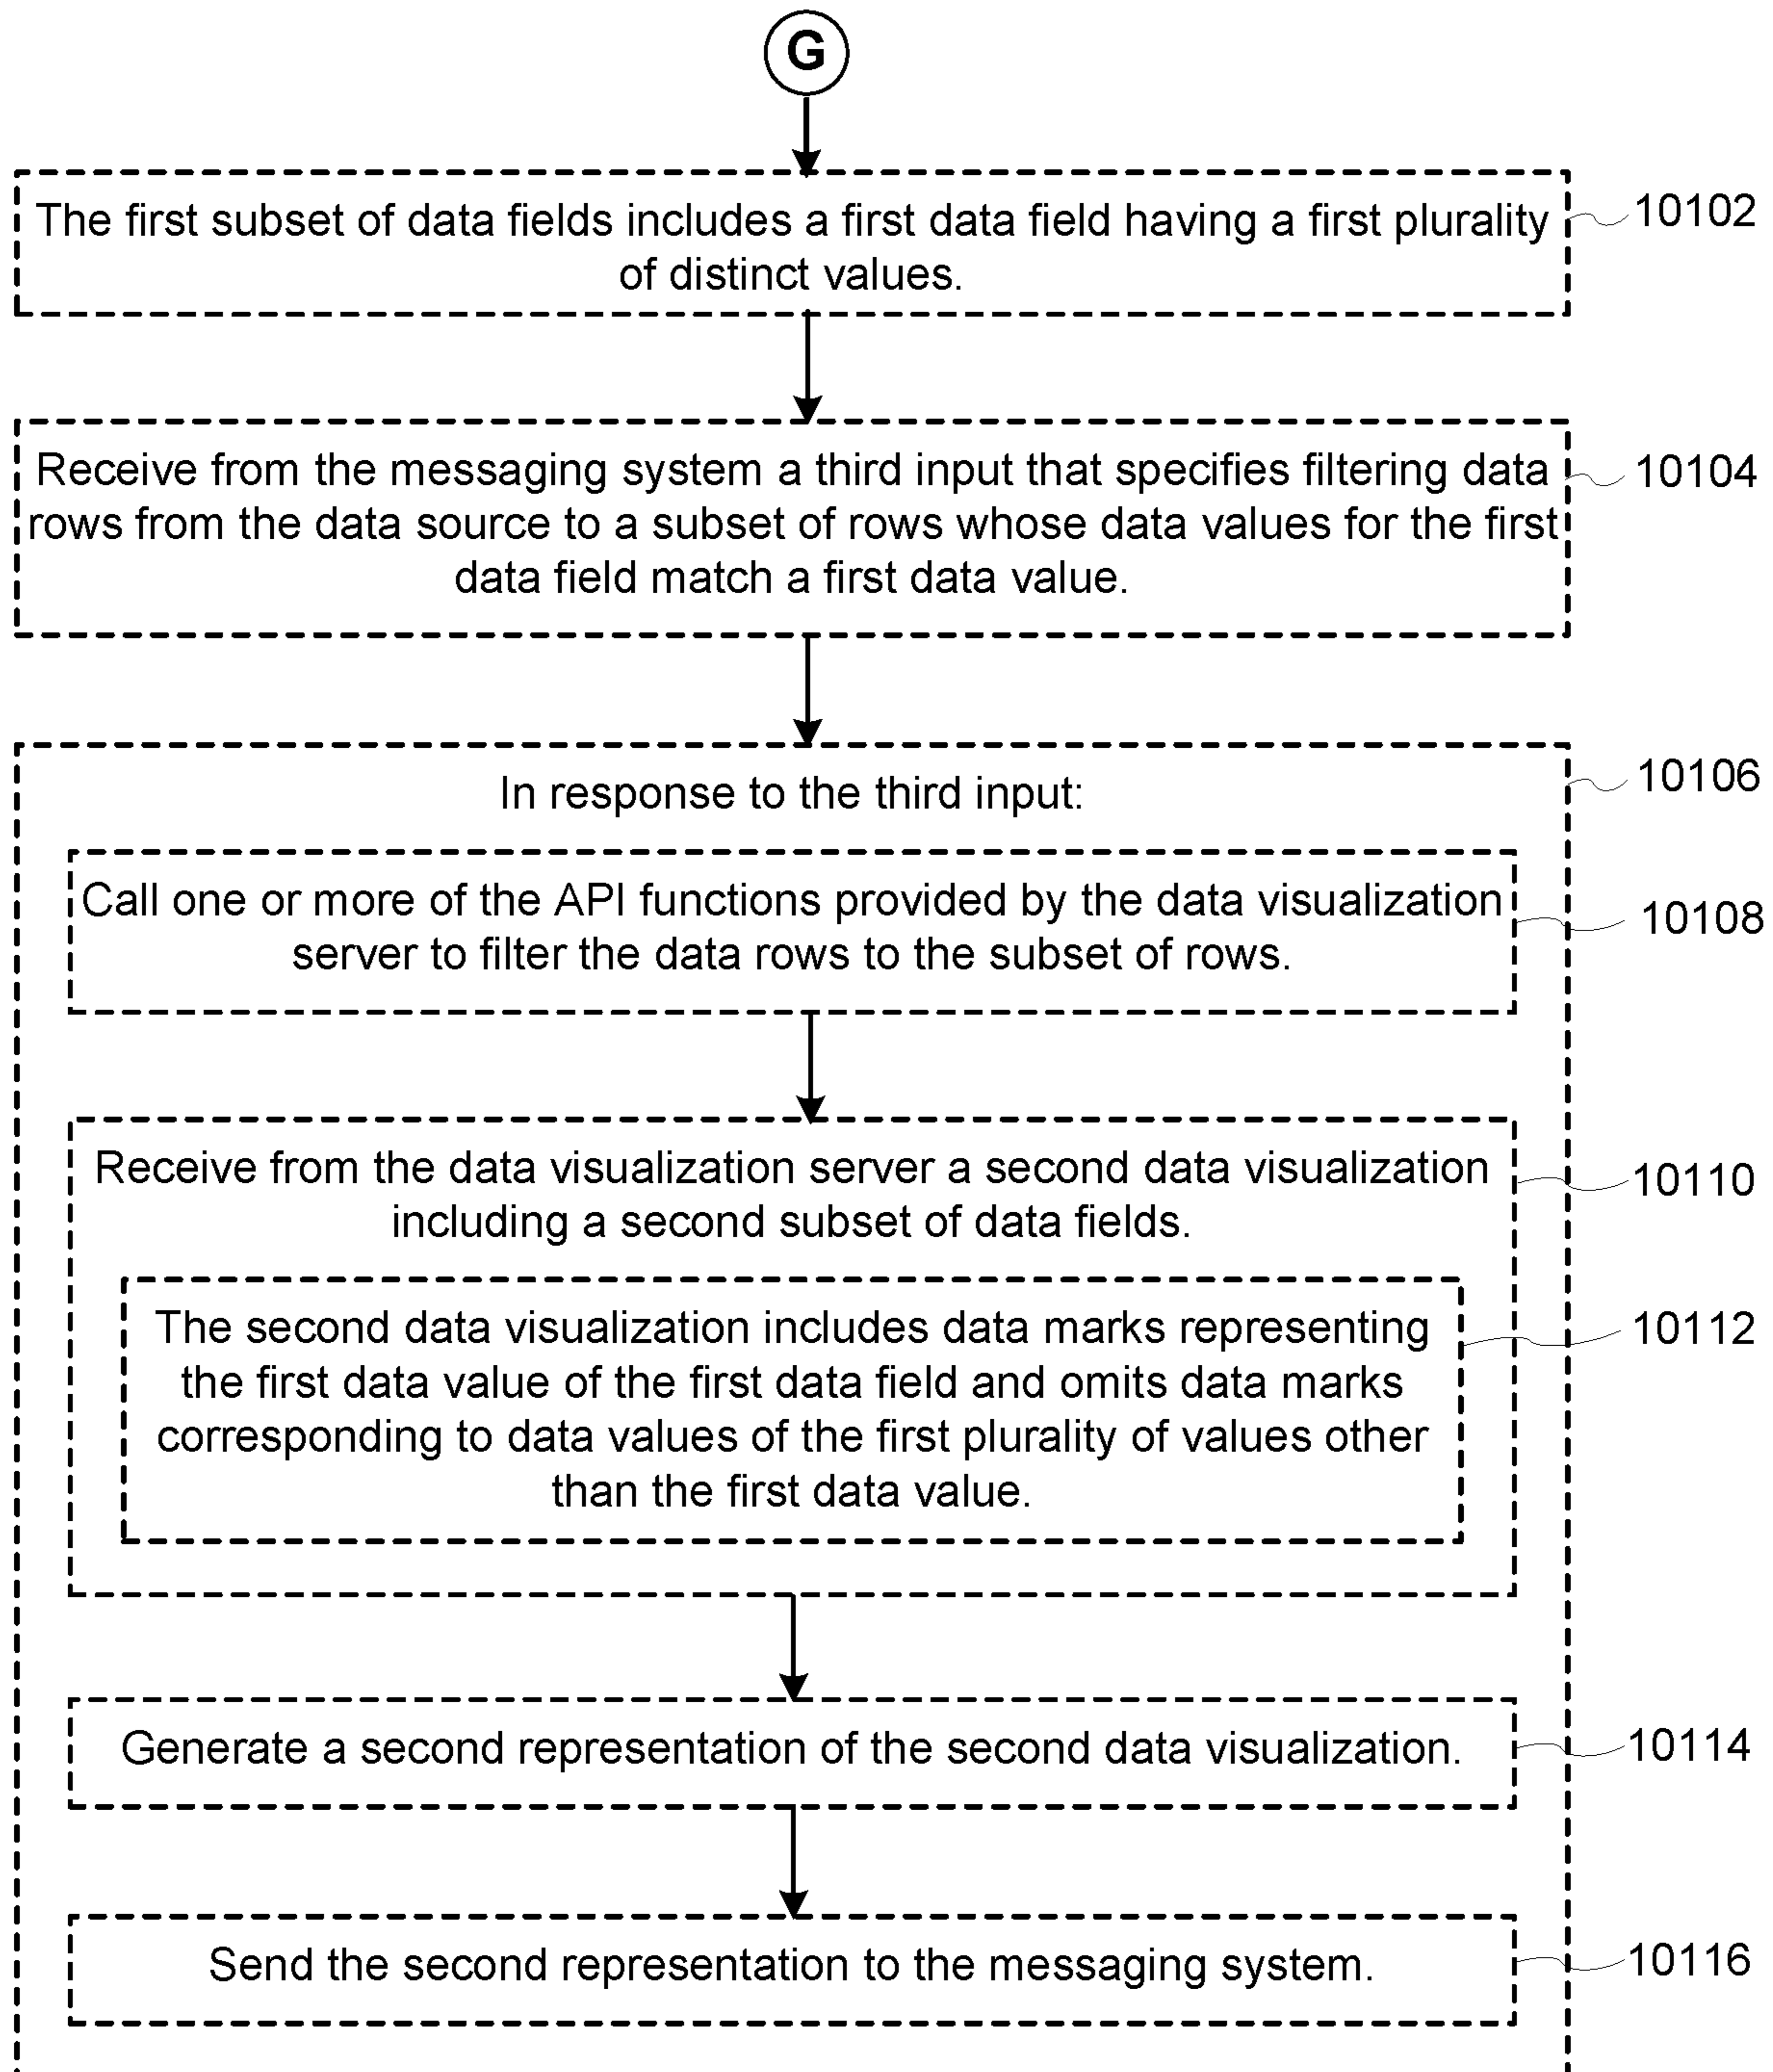 G
The first subset of data fields includes a first data field having a first plurality
of distinct values.
10102
Receive from the messaging system a third input that specifies filtering data
rows from the data source to a subset of rows whose data values for the first
data field match a first data value.
10104
In response to the third input:
10106
Call one or more of the API functions provided by the data visualization
server to filter the data rows to the subset of rows.
10108
Receive from the data visualization server a second data visualization
including a second subset of data fields.
10110
The second data visualization includes data marks representing
the first data value of the first data field and omits data marks
corresponding to data values of the first plurality of values other
than the first data value.
10112
Generate a second representation of the second data visualization.
10114
Send the second representation to the messaging system.
10116